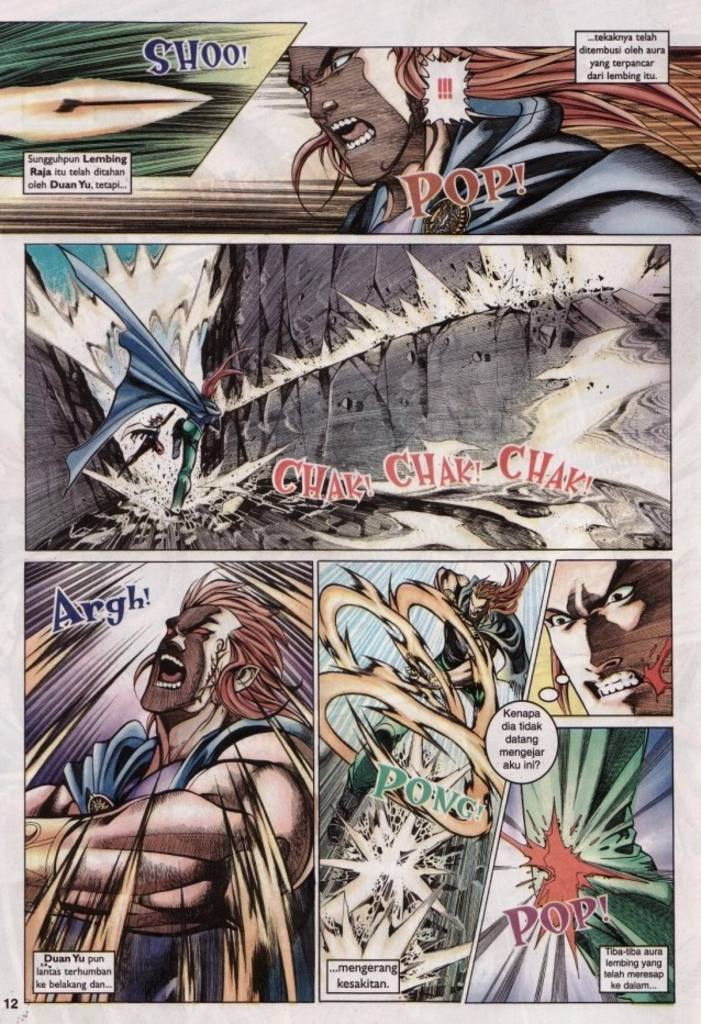 SHOO!
Sungguhpun Lembing
Raja itu telah ditahan
oleh Duan Yu, tetapi...
!!!
...tekaknya telah
ditembusi oleh aura
yang terpancar
dari lembing itu.
POP!
CHAK! CHAK! CHAK!
Argh!
Duan Yu pun
lantas terhumban
ke belakang dan...
PONG!
...mengerang
kesakitan.
Kenapa
dia tidak
datang
mengejar
aku ini?
POP!
Tiba-tiba aura
lembing yang
telah meresap
ke dalam...
12